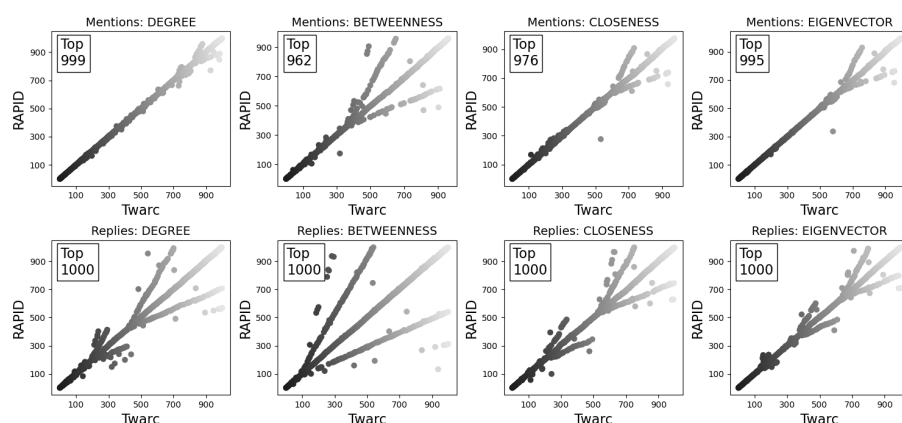 Mentions: DEGREE
Top
999
RAPID
900
700
500
300
100
100 300 500 700 900
Twarc
Mentions: BETWEENNESS
Top
962
RAPID
900
700
500
300
100
100 300 500 700 900
Twarc
Mentions: CLOSENESS
Top
976
RAPID
900
700
500
300
100
100 300 500 700 900
Twarc
Mentions: EIGENVECTOR
Top
995
RAPID
900
700
500
300
100
100 300 500 700 900
Twarc
Replies: DEGREE
Top
1000
RAPID
900
700
500
300
100
100 300 500 700 900
Twarc
Replies: BETWEENNESS
Top
1000
RAPID
900
700
500
300
100
100 300 500 700 900
Twarc
Replies: CLOSENESS
Top
1000
RAPID
900
700
500
300
100
100 300 500 700 900
Twarc
Replies: EIGENVECTOR
Top
1000
RAPID
900
700
500
300
100
100 300 500 700 900
Twarc